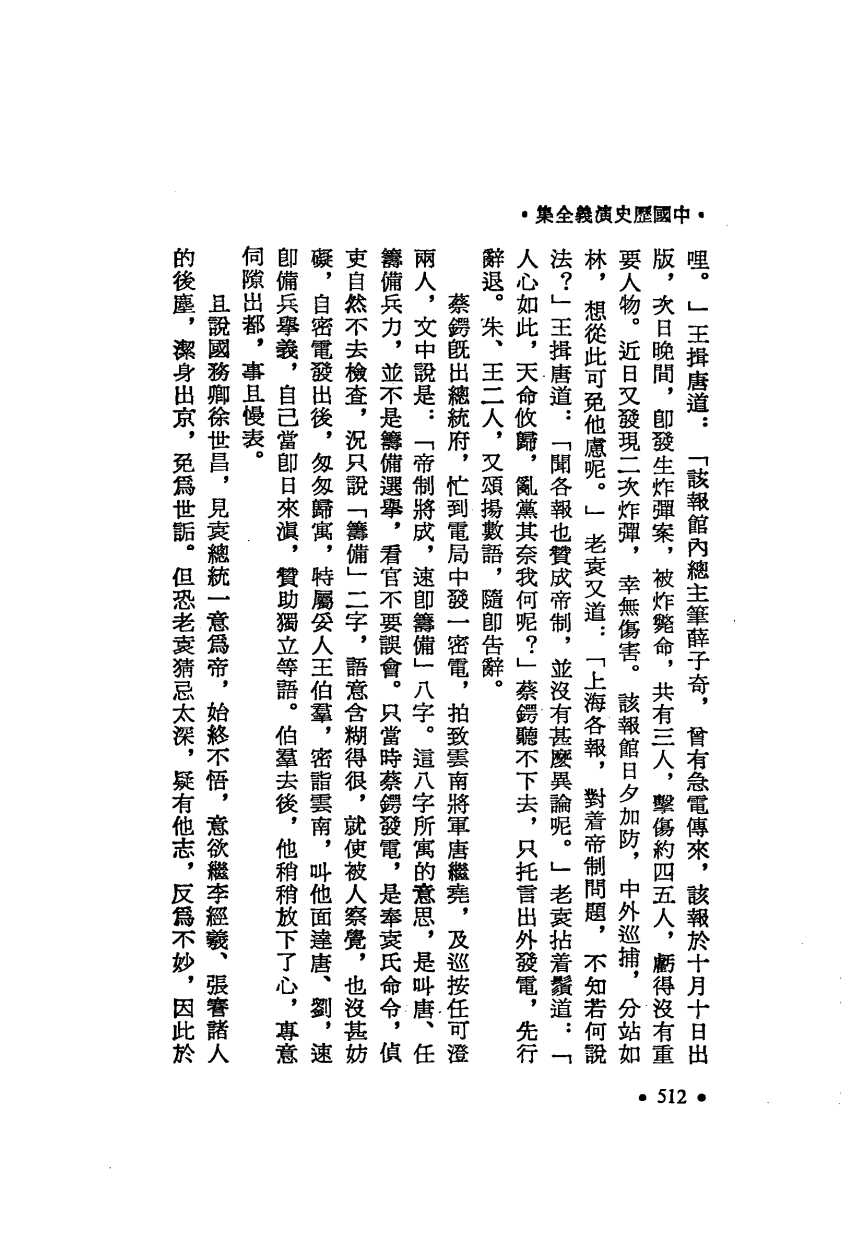 •中國歷史演義全集•
哩。」王揖唐道：「該報館內總主筆薛子奇，曾有急電傳來，該報於十月十日出
版，次日晚間，卽發生炸彈案，被炸斃命，共有三人，擊傷約四五人，虧得沒有重
要人物。近日又發現二次炸彈，幸無傷害。該報館日夕加防，中外巡捕，分站如
林，想從此可免他慮呢。」老袁又道：「上海各報，對着帝制問題，不知若何說
法？」王揖唐道：「聞各報也贊成帝制，並沒有甚麼異論呢。」老袁拈着鬚道：「
人心如此，天命攸歸，亂黨其奈我何呢？」蔡鍔聽不下去，只托言出外發電，先行
辭退。朱、王二人，又頌揚數語，隨卽告辭。
蔡鍔旣出總統府，忙到電局中發一密電，拍致雲南將軍唐繼堯，及巡按任可澄
兩人，文中說是：「帝制將成，速卽籌備」八字。這八字所寓的意思，是叫唐、任
籌備兵力，並不是籌備選舉，看官不要誤會。只當時蔡鍔發電，是奉袁氏命令，偵
吏自然不去檢查，況只說「籌備」二字，語意含糊得很，就使被人察覺，也沒甚妨
礙，自密電發出後，匆匆歸寓，特屬妥人王伯羣，密詣雲南，叫他面達唐、劉，速
卽備兵舉義，自己當卽日來滇，贊助獨立等語。伯羣去後，他稍稍放下了心，專意
伺隙出都，事且慢表。
且說國務卿徐世昌，見袁總統一意爲帝，始終不悟，意欲繼李經羲、張謇諸人
的後塵，潔身出京，免爲世詬。但恐老袁猜忌太深，疑有他志，反爲不妙，因此於
• 512 •